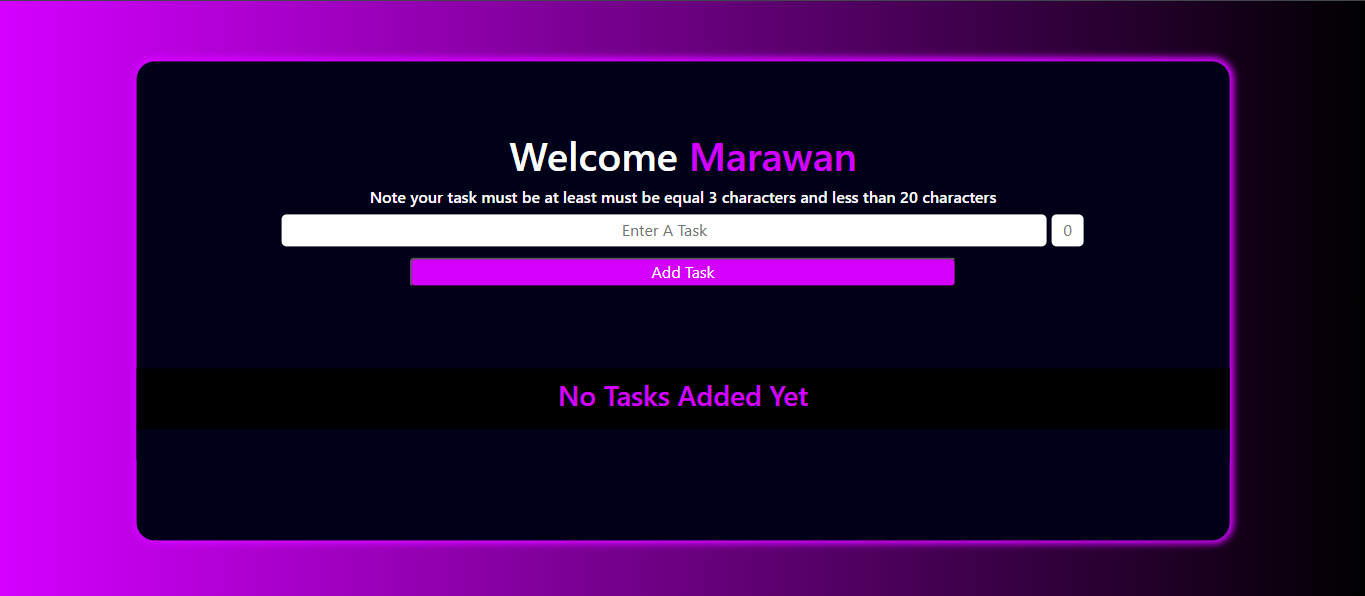 Welcome Marawan
Note your task must be at least must be equal 3 characters and less than 20 characters
Enter A Task 0
Add Task
No Tasks Added Yet